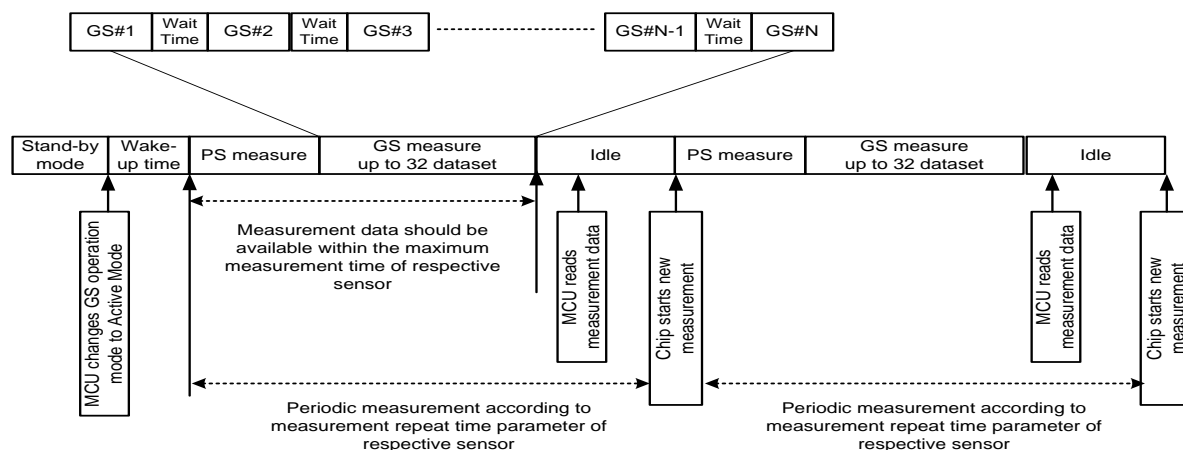 GS#1
Wait
Time
GS#2
Wait
Time
GS#3
GS#N-1
Wait
Time
GS#N
Stand-by
mode
Wake-
up time
PS measure
GS measure
up to 32 dataset
Idle
PS measure
GS measure
up to 32 dataset
Idle
MCU changes GS operation
mode to Active Mode
Measurement data should be
available within the maximum
measurement time of respective
sensor
MCU reads
measurement data
Chip starts new
measurement
MCU reads
measurement data
Chip starts new
measurement
Periodic measurement according to
measurement repeat time parameter of
respective sensor
Periodic measurement according to
measurement repeat time parameter of
respective sensor